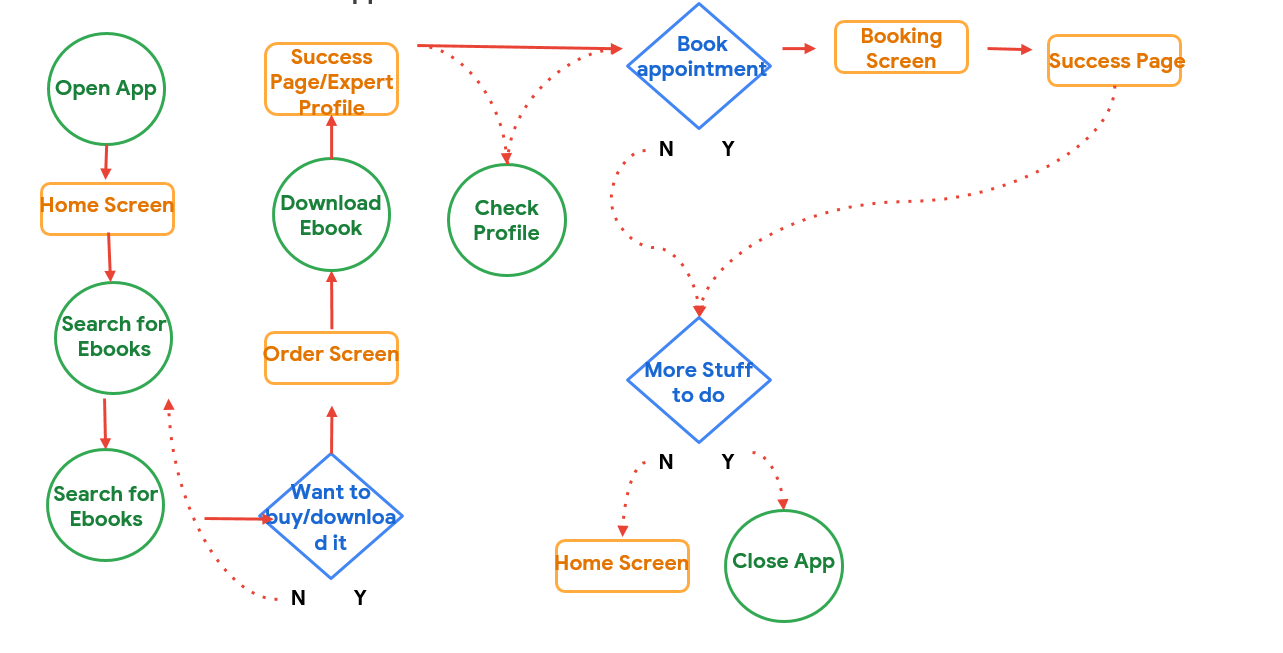 Open App
Home Screen
Search for
Ebooks
Search for
Ebooks
Want to
buy/downloa
d it
N
Y
Order Screen
Download
Ebook
Success
Page/Expert
Profile
Check
Profile
Book
appointment
N
Y
Booking
Screen
Success Page
More Stuff
to do
N
Y
Home Screen
Close App